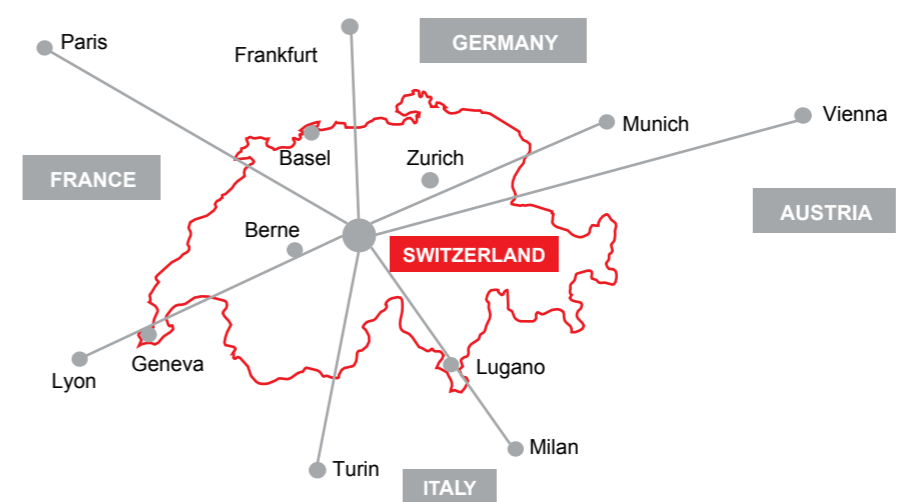 Paris
Frankfurt
GERMANY
Munich
Vienna
Basel
Zurich
FRANCE
AUSTRIA
Berne
SWITZERLAND
Geneva
Lugano
Lyon
Milan
Turin
ITALY